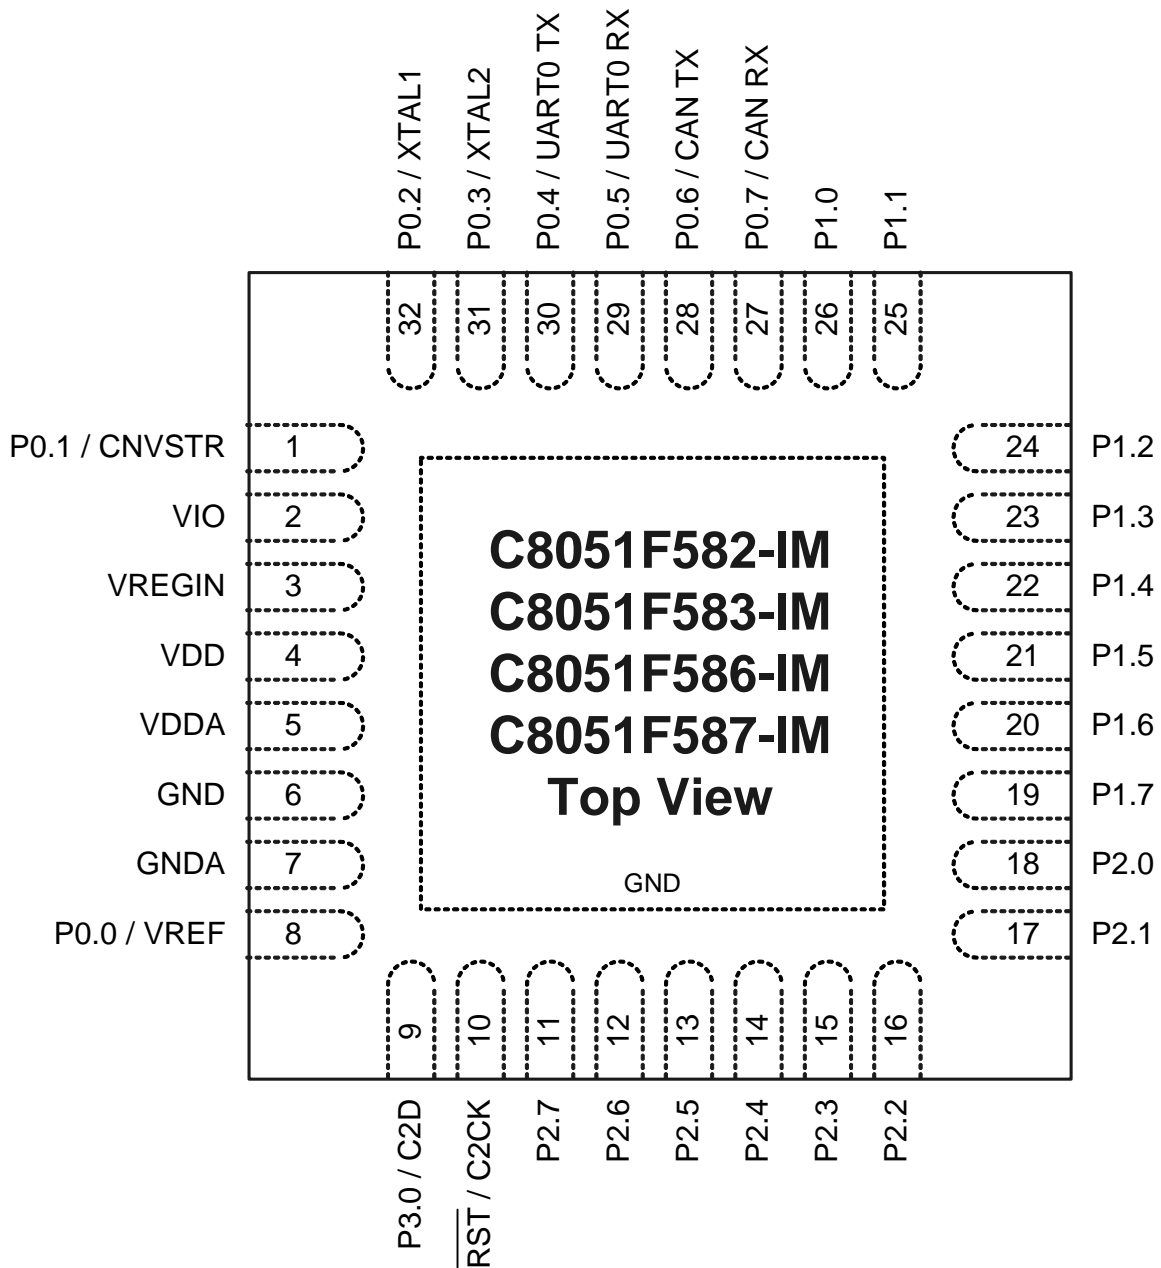 P0.2 / XTAL1
P0.3 / XTAL2
P0.4 / UART0 TX
P0.5 / UART0 RX
P0.6 / CAN TX
P0.7 / CAN RX
P1.0
P1.1
32
31
30
29
28
27
26
25
P0.1 / CNVSTR 1
VIO 2
VREGIN 3
VDD 4
VDDA 5
GND 6
GNDA 7
P0.0 / VREF 8
C8051F582-IM
C8051F583-IM
C8051F586-IM
C8051F587-IM
Top View
GND
24 P1.2
23 P1.3
22 P1.4
21 P1.5
20 P1.6
19 P1.7
18 P2.0
17 P2.1
9
10
11
12
13
14
15
16
P3.0 / C2D
RST / C2CK
P2.7
P2.6
P2.5
P2.4
P2.3
P2.2